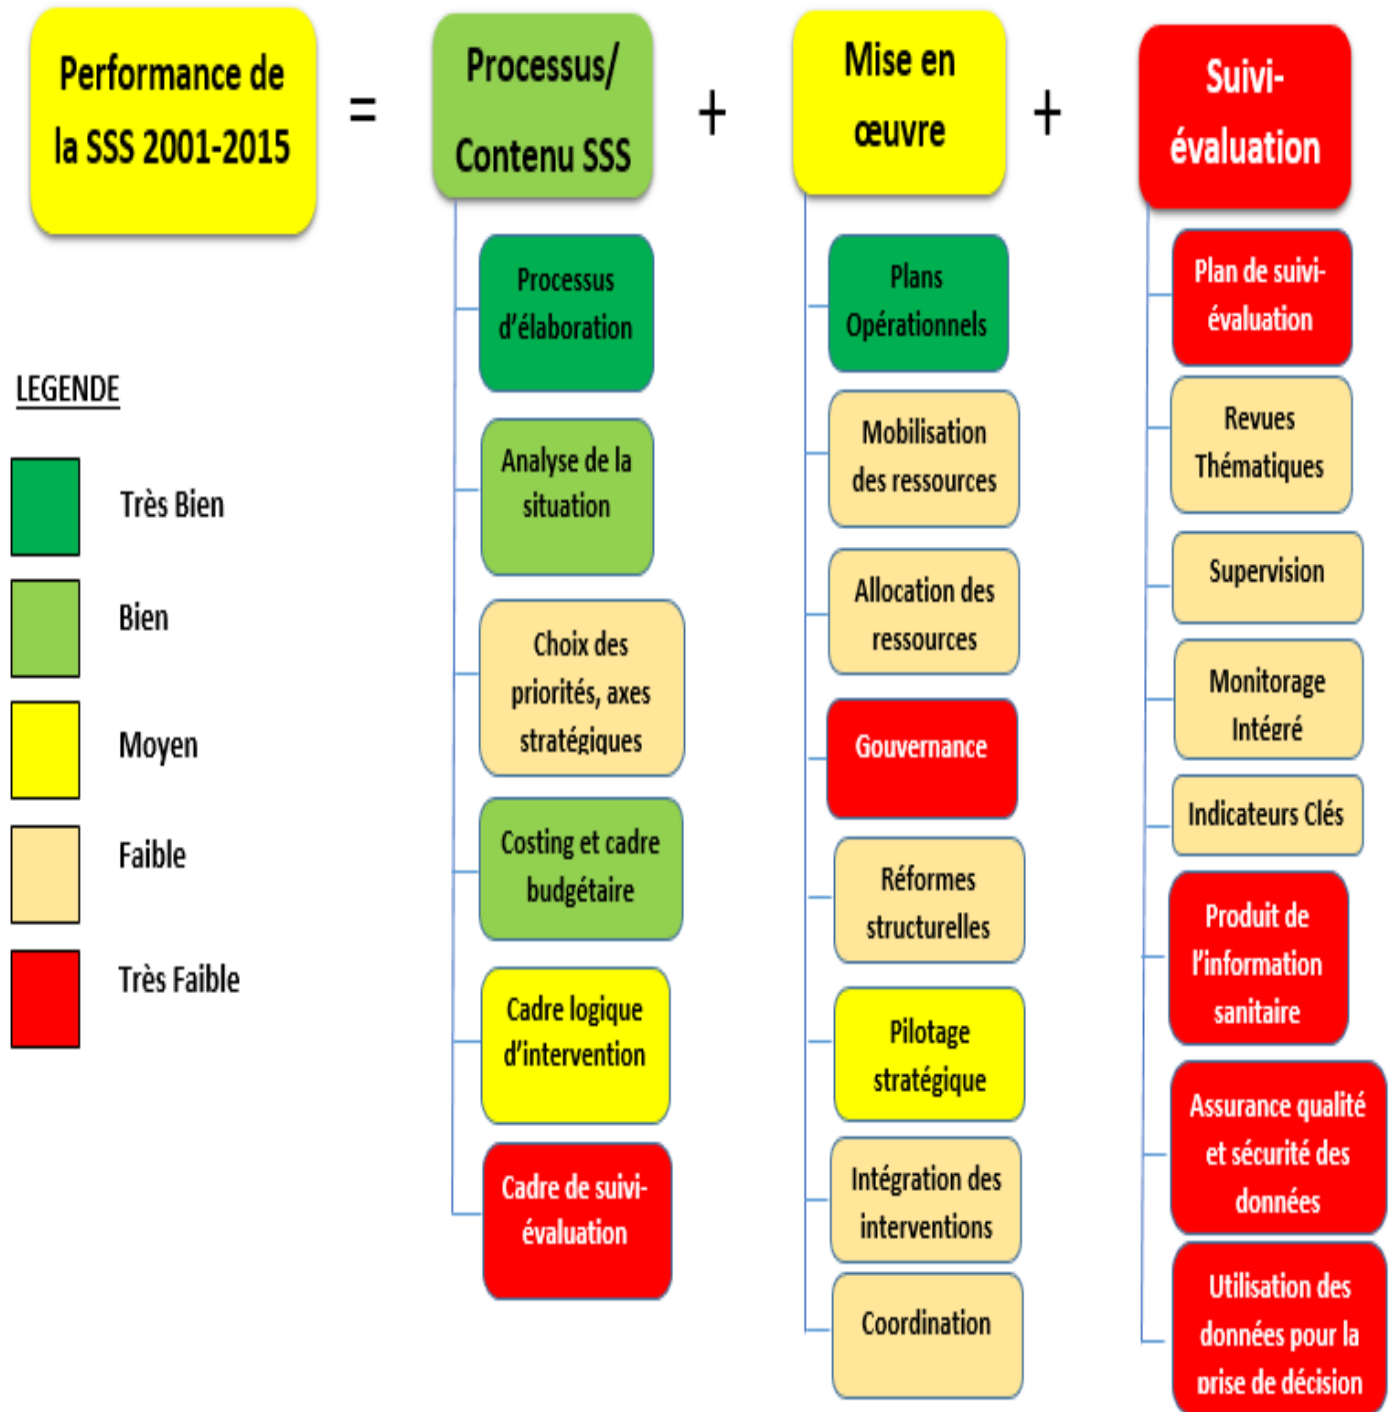 Performance de
la SSS 2001-2015
=
Processus/
Contenu SSS
+
Mise en
œuvre
+
Suivi-
évaluation
LEGENDE
Très Bien
Bien
Moyen
Faible
Très Faible
Processus
d'élaboration
Analyse de la
situation
Choix des
priorités, axes
stratégiques
Costing et cadre
budgétaire
Cadre logique
d'intervention
Cadre de suivi-
évaluation
Plans
Opérationnels
Mobilisation
des ressources
Allocation des
ressources
Gouvernance
Réformes
structurelles
Pilotage
stratégique
Intégration des
interventions
Coordination
Plan de suivi-
évaluation
Revues
Thématiques
Supervision
Monitorage
Intégré
Indicateurs Clés
Produit de
l'information
sanitaire
Assurance qualité
et sécurité des
données
Utilisation des
données pour la
prise de décision